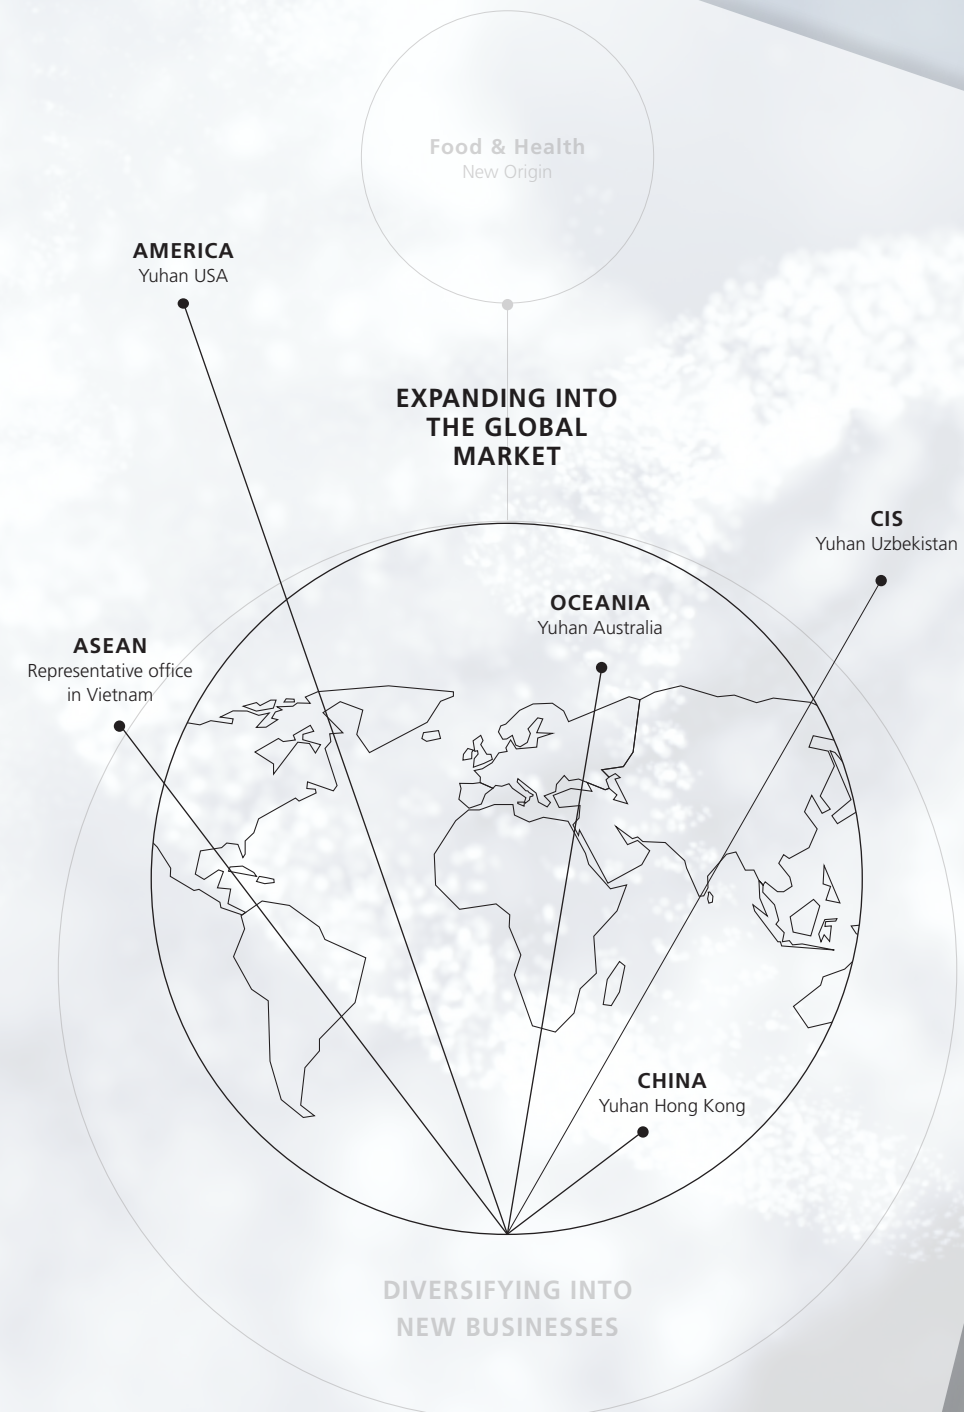 Food & Health
New Origin
AMERICA
Yuhan USA
EXPANDING INTO
THE GLOBAL
MARKET
CIS
Yuhan Uzbekistan
OCEANIA
Yuhan Australia
ASEAN
Representative office
in Vietnam
CHINA
Yuhan Hong Kong
DIVERSIFYING INTO
NEW BUSINESSES